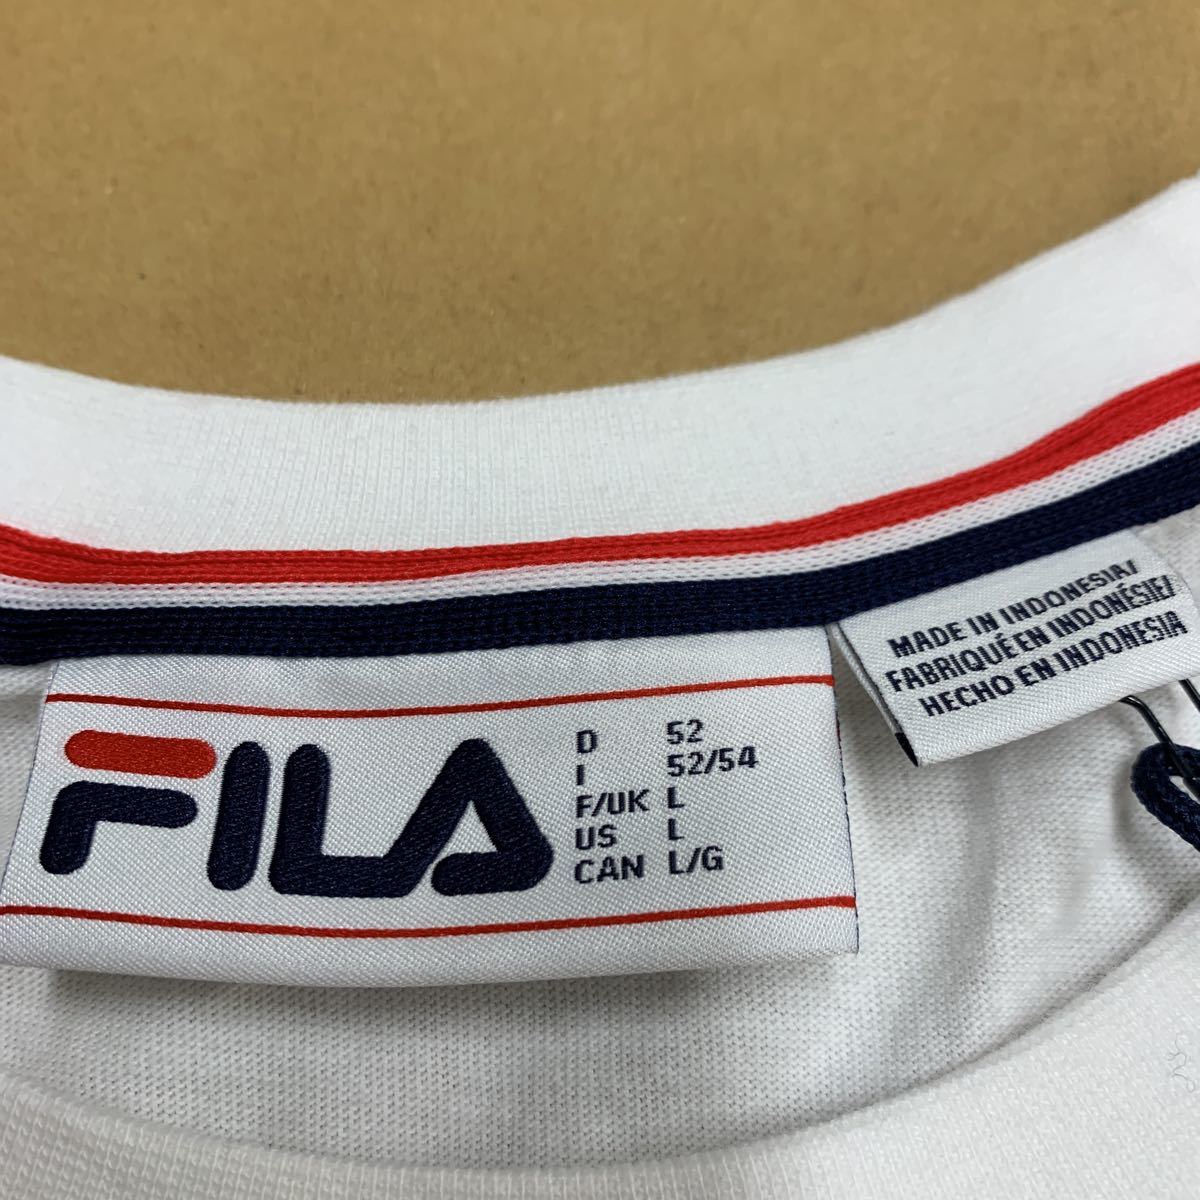 FILA
D 52
I 52/54
F/UK L
US L
CAN L/G
MADE IN INDONESIA/
FABRIQUÉ EN INDONÉSIE/
HECHO EN INDONESIA